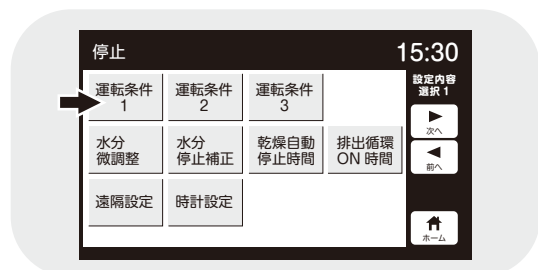 停止
15:30
設定内容
選択 1
運転条件
1
運転条件
2
運転条件
3
次へ
水分
微調整
水分
停止補正
乾燥自動
停止時間
排出循環
ON 時間
前へ
遠隔設定
時計設定
ホーム